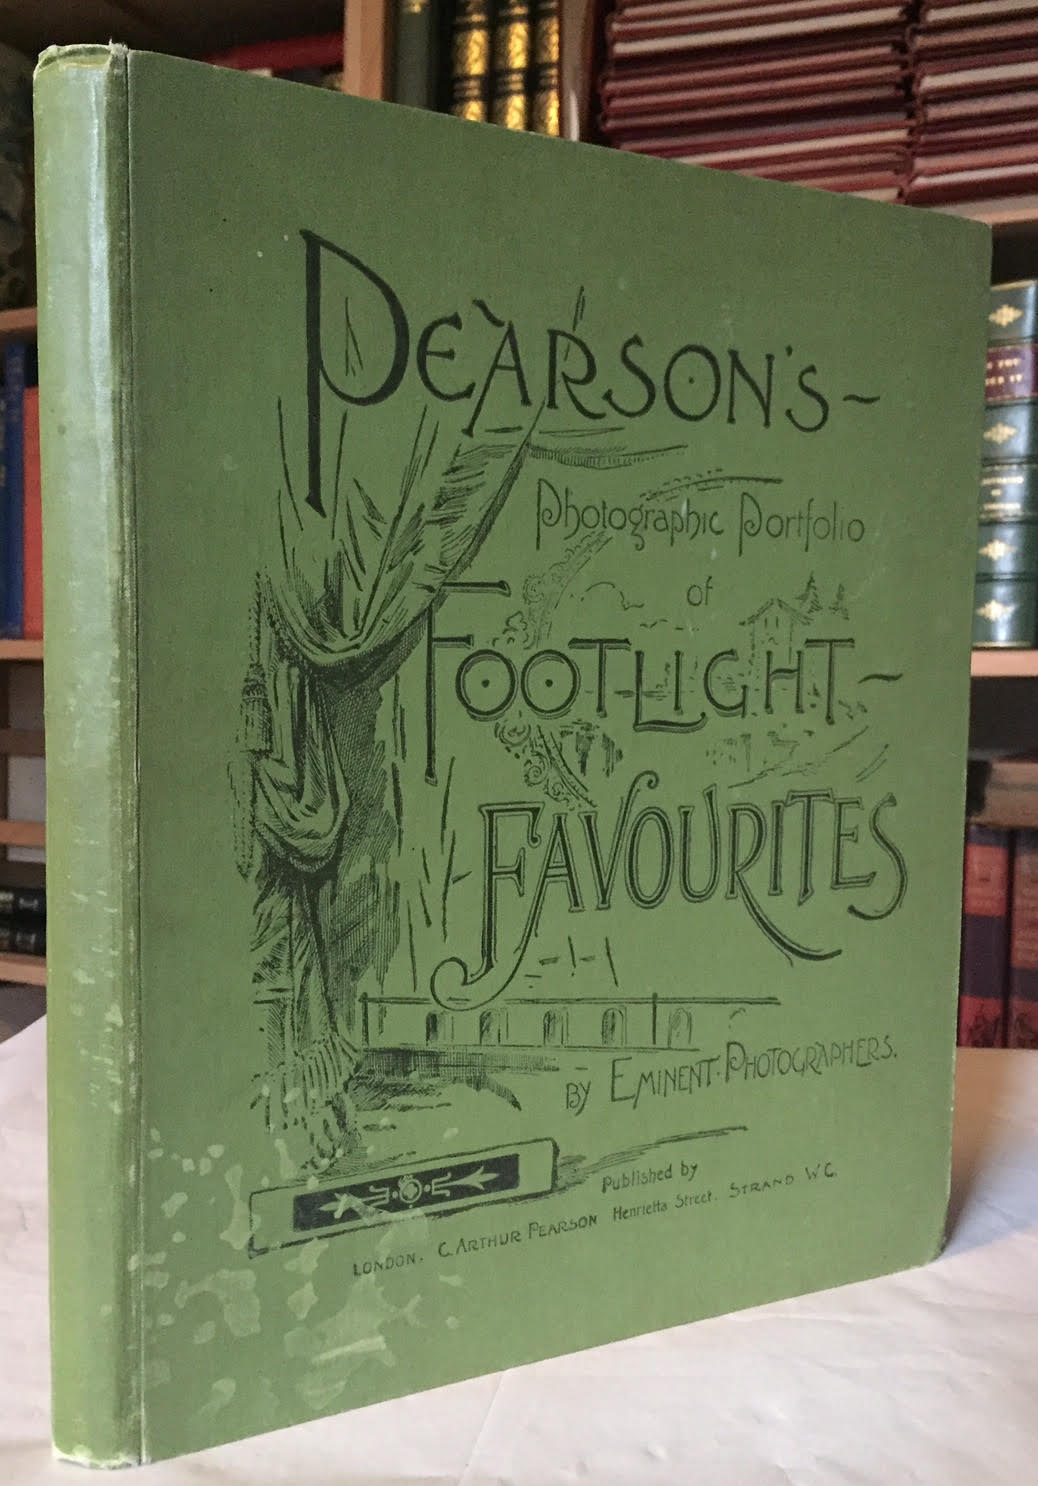 PEARSON'S
Photographic Portfolio
of
FOOTLIGHT
FAVOURITES
BY EMINENT PHOTOGRAPHERS.
Published by
LONDON. C. ARTHUR PEARSON Henrietta Street. STRAND W.C.